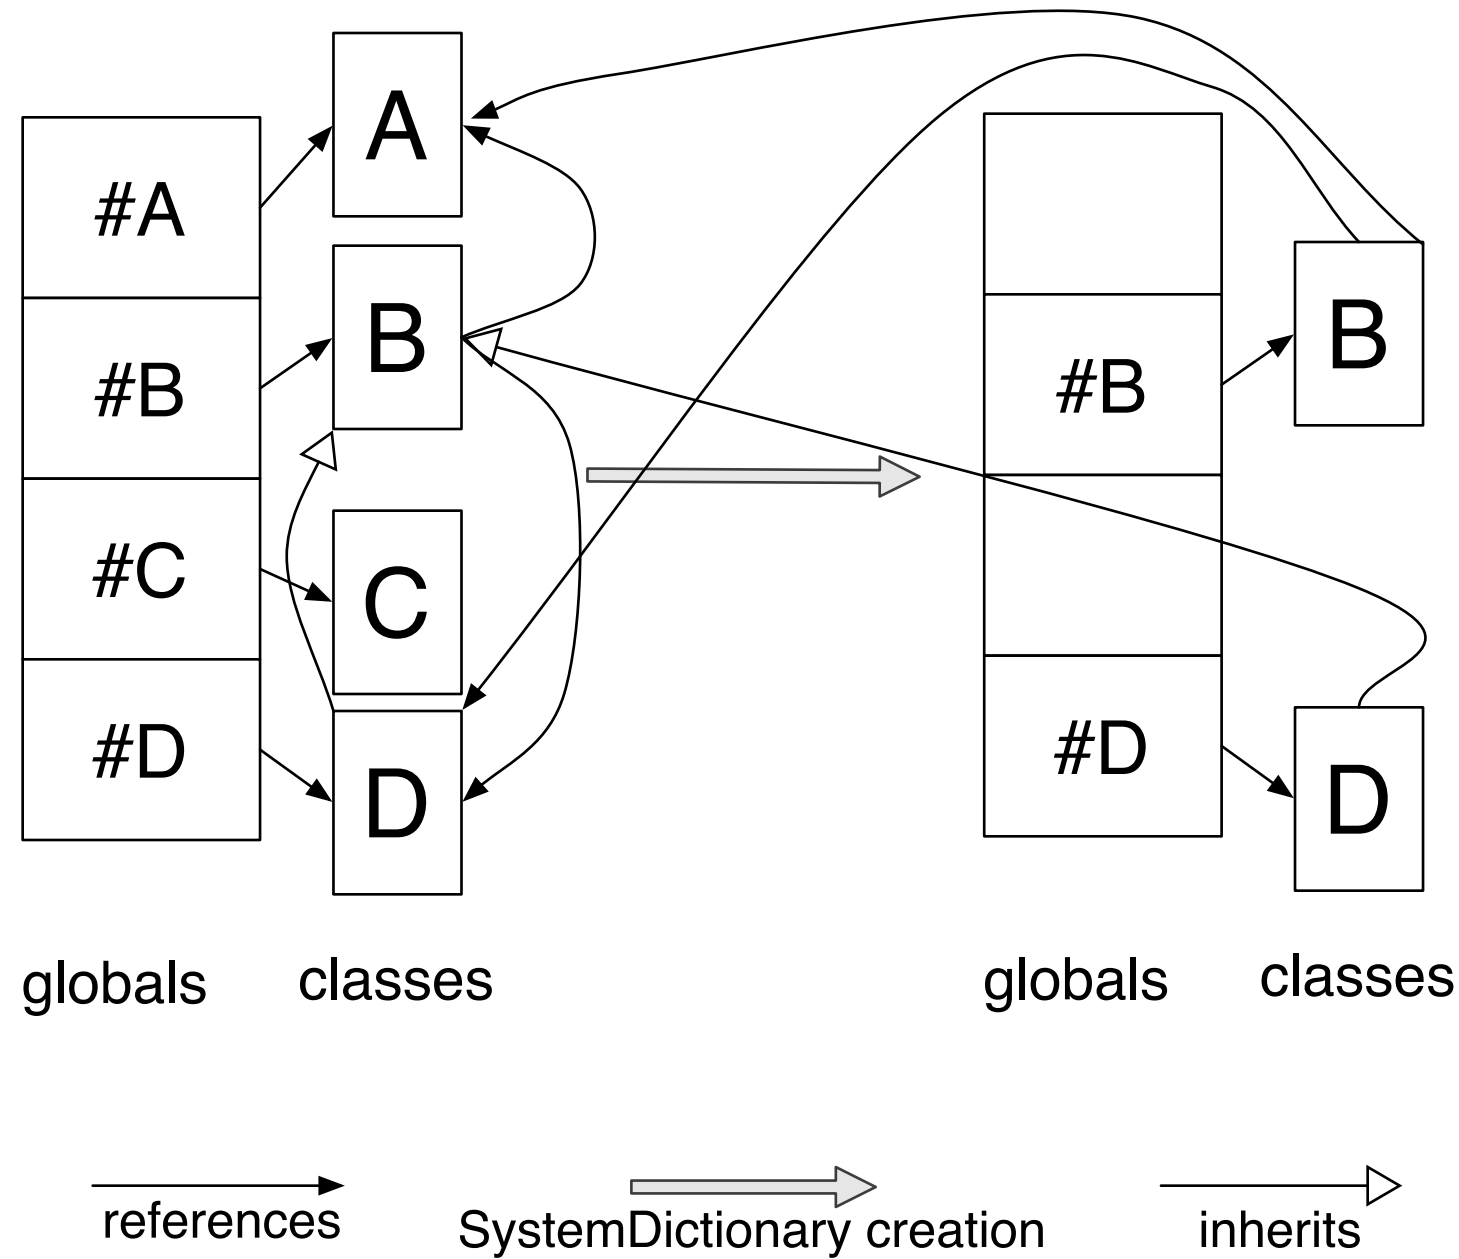 A
#A
B
#B
C
#C
D
#D
globals
classes
B
#B
D
#D
globals
classes
references
SystemDictionary creation
inherits